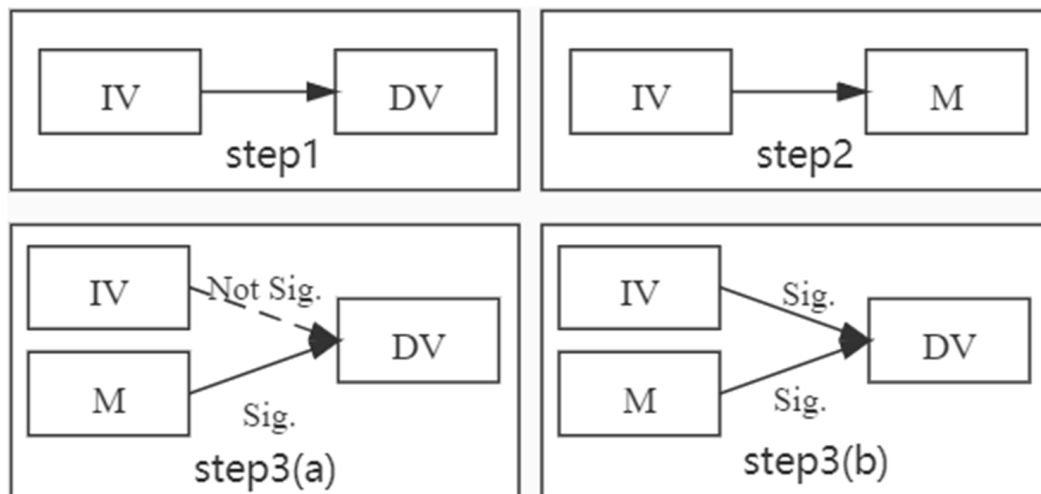 IV
DV
step1
IV
M
step2
IV
Not Sig.
DV
M
Sig.
step3(a)
IV
Sig.
DV
M
Sig.
step3(b)